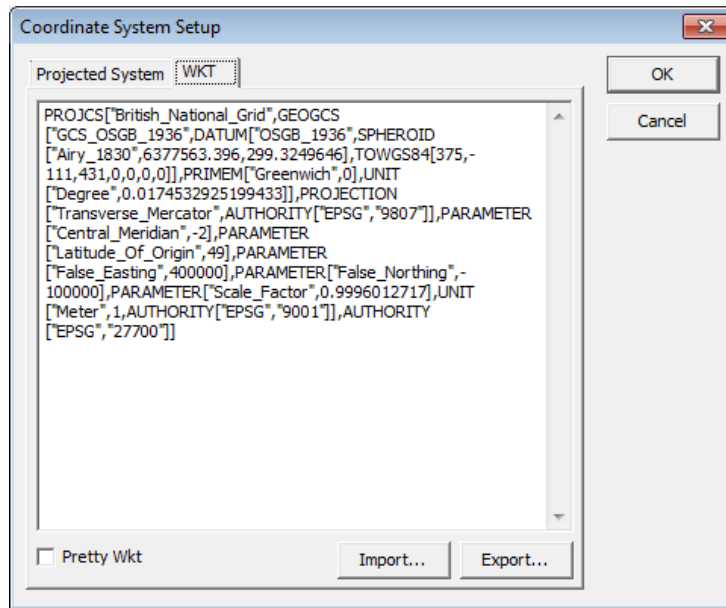 Coordinate System Setup
Projected System
WKT
OK
Cancel
PROJCS["British_National_Grid",GEOGCS
["GCS_OSGB_1936",DATUM["OSGB_1936",SPHEROID
["Airy_1830",6377563.396,299.3249646],TOWGS84[375,-
111,431,0,0,0,0]],PRIMEM["Greenwich",0],UNIT
["Degree",0.0174532925199433]],PROJECTION
["Transverse_Mercator",AUTHORITY["EPSG","9807"]],PARAMETER
["Central_Meridian",-2],PARAMETER
["Latitude_Of_Origin",49],PARAMETER
["False_Easting",400000],PARAMETER["False_Northing",-
100000],PARAMETER["Scale_Factor",0.9996012717],UNIT
["Meter",1,AUTHORITY["EPSG","9001"]],AUTHORITY
["EPSG","27700"]]
Pretty Wkt
Import...
Export...